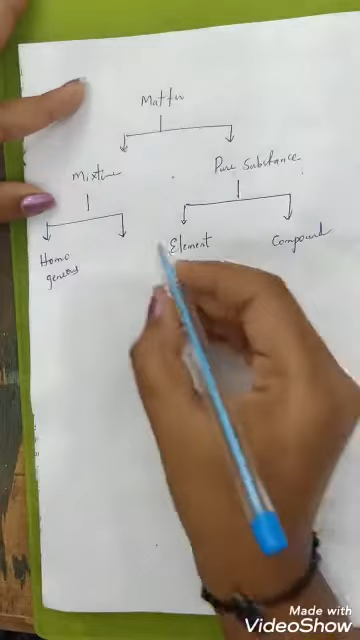 Matter
Mixture
Pure Substance
Element
Compound
Homo
geneous
Made with
VideoShow